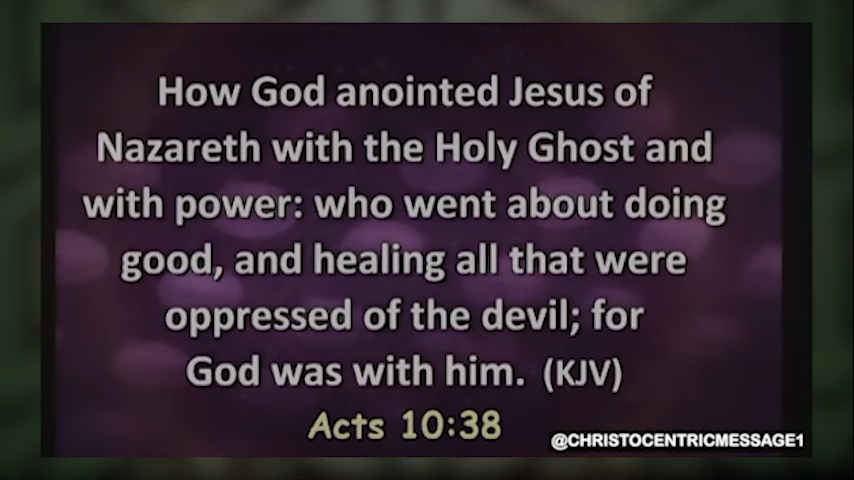 How God anointed Jesus of
Nazareth with the Holy Ghost and
with power: who went about doing
good, and healing all that were
oppressed of the devil; for
God was with him. (KJV)
Acts 10:38
@CHRISTOCENTRICMESSAGE1